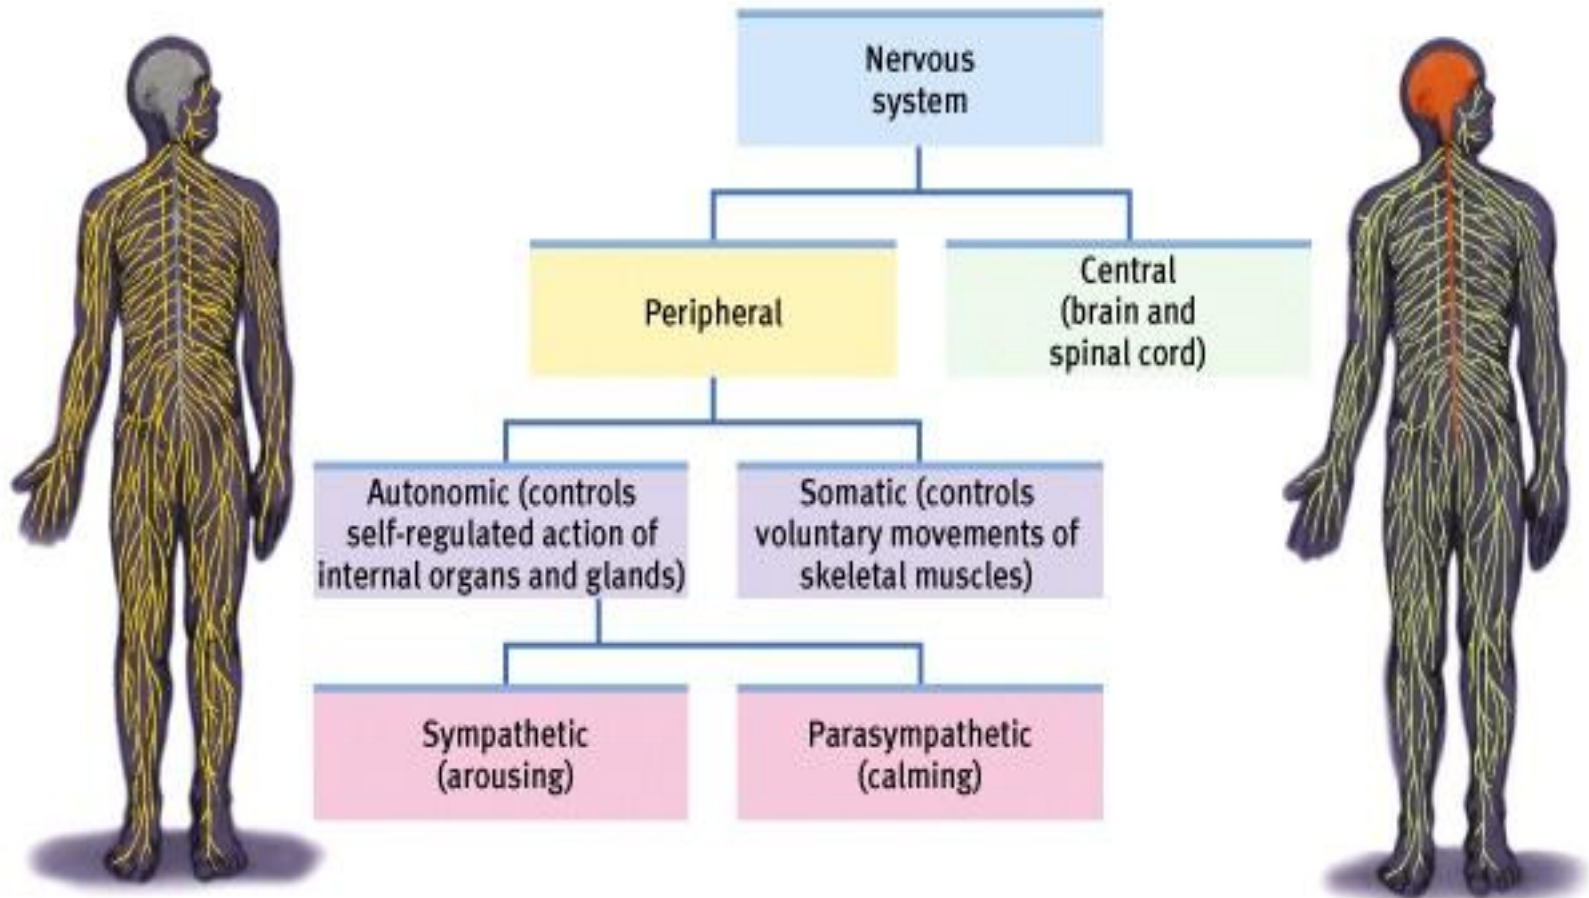 Nervous
system
Peripheral
Central
(brain and
spinal cord)
Autonomic (controls
self-regulated action of
internal organs and glands)
Somatic (controls
voluntary movements of
skeletal muscles)
Sympathetic
(arousing)
Parasympathetic
(calming)